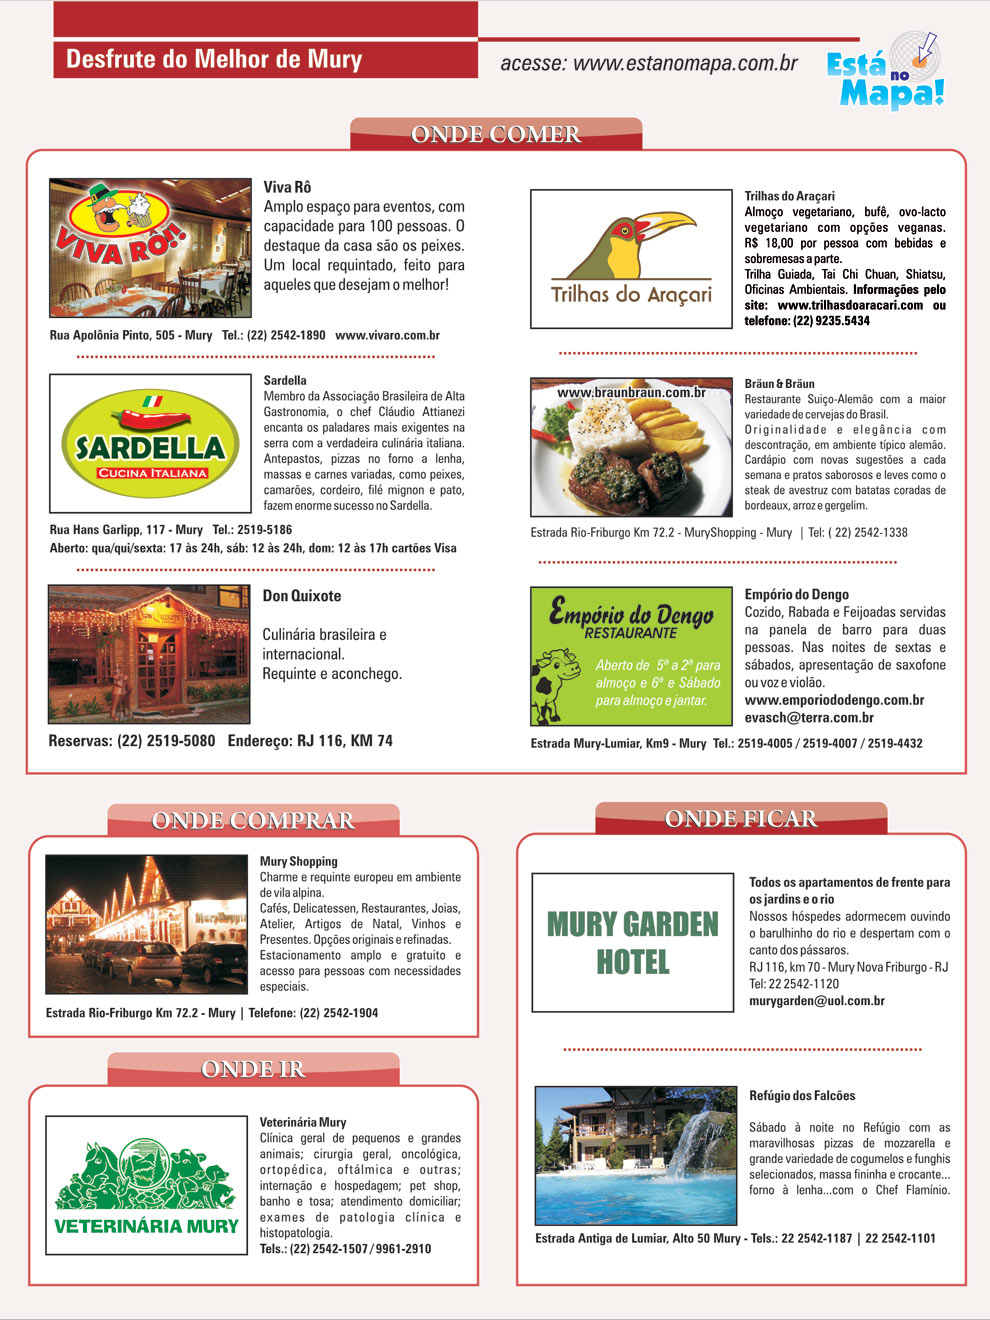 Desfrute do Melhor de Mury
acesse: www.estanomapa.com.br
Está
no
Mapa!
ONDE COMER
VIVA RÔ!!
Viva Rô
Amplo espaço para eventos, com
capacidade para 100 pessoas. O
destaque da casa são os peixes.
Um local requintado, feito para
aqueles que desejam o melhor!
Rua Apolônia Pinto, 505 - Mury Tel.: (22) 2542-1890 www.vivaro.com.br
SARDELLA
CUCINA ITALIANA
Sardella
Membro da Associação Brasileira de Alta
Gastronomia, o chef Cláudio Attianezi
encanta os paladares mais exigentes na
serra com a verdadeira culinária italiana.
Antepastos, pizzas no forno a lenha,
massas e carnes variadas, como peixes,
camarões, cordeiro, filé mignon e pato,
fazem enorme sucesso no Sardella.
Rua Hans Garlipp, 117 - Mury Tel.: 2519-5186
Aberto: qua/qui/sexta: 17 às 24h, sáb: 12 às 24h, dom: 12 às 17h cartões Visa
Don Quixote
Don Quixote
Culinária brasileira e
internacional.
Requinte e aconchego.
Reservas: (22) 2519-5080 Endereço: RJ 116, KM 74
Trilhas do Araçari
Trilhas do Araçari
Almoço vegetariano, bufê, ovo-lacto
vegetariano com opções veganas.
R$ 18,00 por pessoa com bebidas e
sobremesas a parte.
Trilha Guiada, Tai Chi Chuan, Shiatsu,
Oficinas Ambientais. Informações pelo
site: www.trilhasdoaracari.com ou
telefone: (22) 9235.5434
www.braunbraun.com.br
Bräun & Bräun
Restaurante Suiço-Alemão com a maior
variedade de cervejas do Brasil.
Originalidade e elegância com
descontração, em ambiente típico alemão.
Cardápio com novas sugestões a cada
semana e pratos saborosos e leves como o
steak de avestruz com batatas coradas de
bordeaux, arroz e gergelim.
Estrada Rio-Friburgo Km 72.2 - MuryShopping - Mury | Tel: ( 22) 2542-1338
Empório do Dengo
RESTAURANTE
Aberto de 5ª a 2ª para
almoço e 6ª e Sábado
para almoço e jantar.
Empório do Dengo
Cozido, Rabada e Feijoadas servidas
na panela de barro para duas
pessoas. Nas noites de sextas e
sábados, apresentação de saxofone
ou voz e violão.
www.emporiododengo.com.br
evasch@terra.com.br
Estrada Mury-Lumiar, Km9 - Mury Tel.: 2519-4005 / 2519-4007 / 2519-4432
ONDE COMPRAR
MuryShopping
Mury Shopping
Charme e requinte europeu em ambiente
de vila alpina.
Cafés, Delicatessen, Restaurantes, Joias,
Atelier, Artigos de Natal, Vinhos e
Presentes. Opções originais e refinadas.
Estacionamento amplo e gratuito e
acesso para pessoas com necessidades
especiais.
Estrada Rio-Friburgo Km 72.2 - Mury | Telefone: (22) 2542-1904
ONDE IR
VETERINÁRIA MURY
Veterinária Mury
Clínica geral de pequenos e grandes
animais; cirurgia geral, oncológica,
ortopédica, oftálmica e outras;
internação e hospedagem; pet shop,
banho e tosa; atendimento domiciliar;
exames de patologia clínica e
histopatologia.
Tels.: (22) 2542-1507 / 9961-2910
ONDE FICAR
MURY GARDEN
HOTEL
Todos os apartamentos de frente para
os jardins e o rio
Nossos hóspedes adormecem ouvindo
o barulhinho do rio e despertam com o
canto dos pássaros.
RJ 116, km 70 - Mury Nova Friburgo - RJ
Tel: 22 2542-1120
murygarden@uol.com.br
Refúgio dos Falcões
Sábado à noite no Refúgio com as
maravilhosas pizzas de mozzarella e
grande variedade de cogumelos e funghis
selecionados, massa fininha e crocante...
forno à lenha...com o Chef Flamínio.
Estrada Antiga de Lumiar, Alto 50 Mury - Tels.: 22 2542-1187 | 22 2542-1101